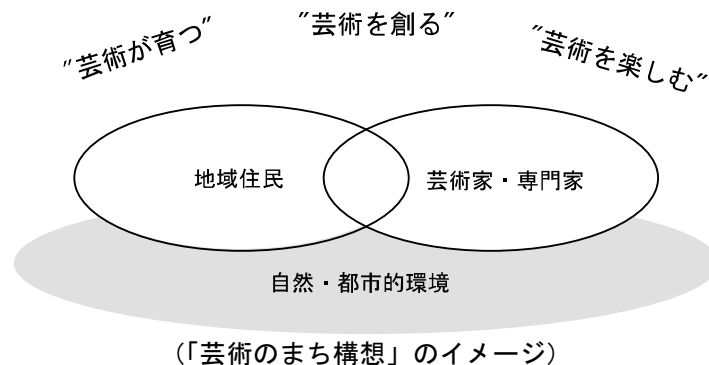 "芸術が育つ"
"芸術を創る"
"芸術を楽しむ"
地域住民
芸術家・専門家
自然・都市的環境
(「芸術のまち構想」のイメージ)